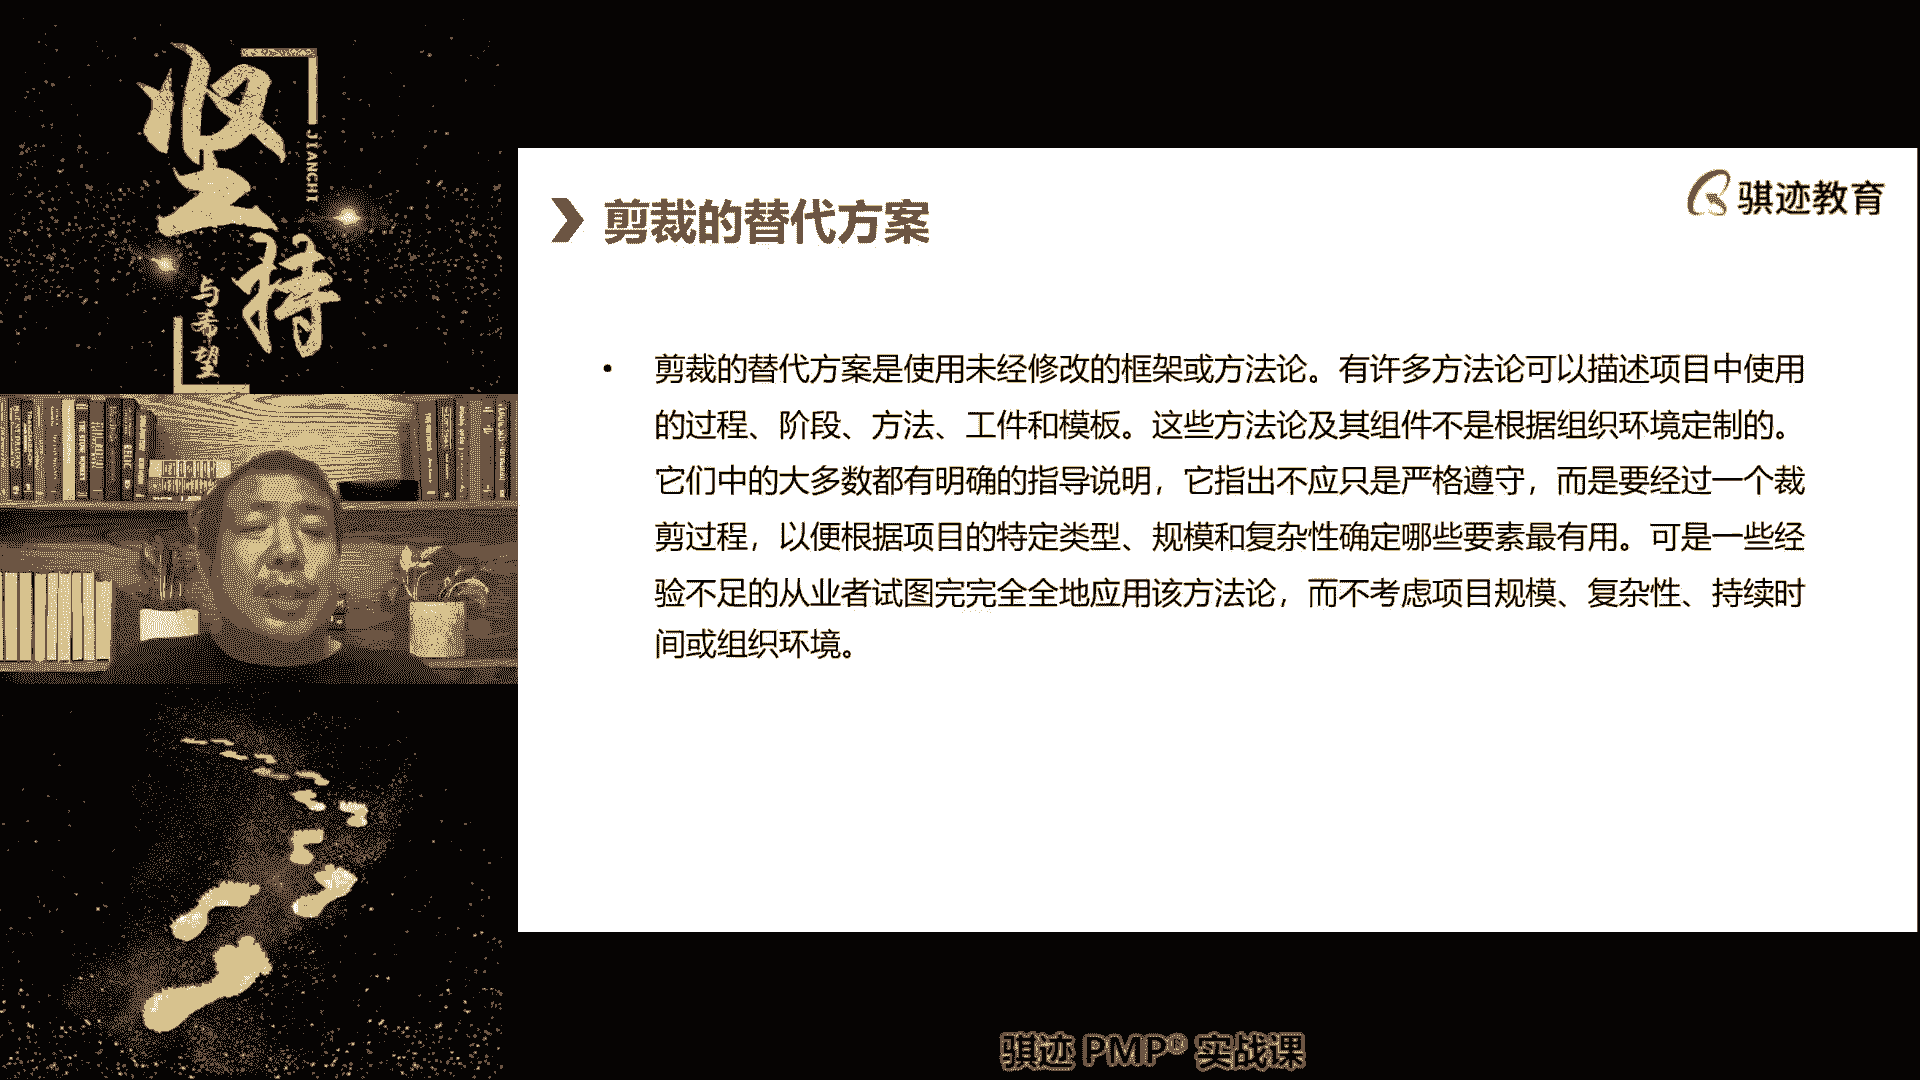 坚持
JIANCHI
与希望
剪裁的替代方案
骐迹教育
• 剪裁的替代方案是使用未经修改的框架或方法论。有许多方法论可以描述项目中使用
的过程、阶段、方法、工件和模板。这些方法论及其组件不是根据组织环境定制的。
它们中的大多数都有明确的指导说明，它指出不应只是严格遵守，而是要经过一个裁
剪过程，以便根据项目的特定类型、规模和复杂性确定哪些要素最有用。可是一些经
验不足的从业者试图完完全全地应用该方法论，而不考虑项目规模、复杂性、持续时
间或组织环境。
骐迹 PMP® 实战课